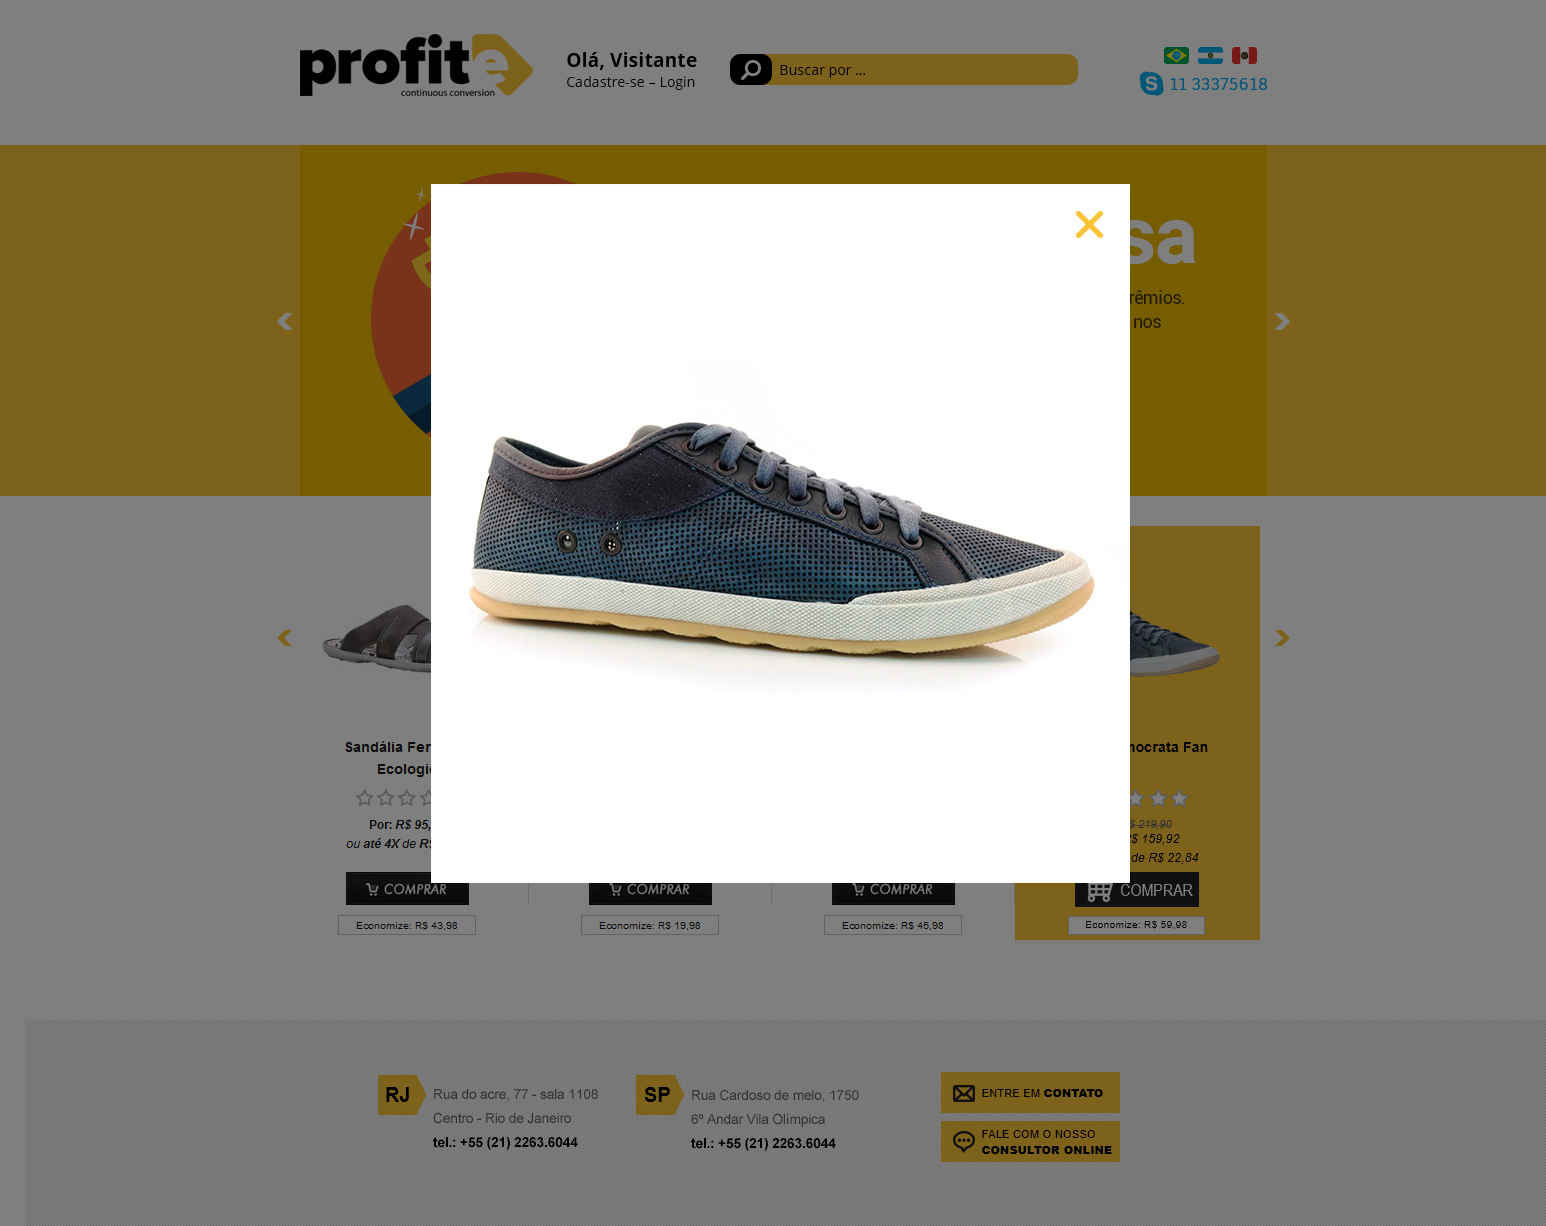 profite
continuous conversion
Olá, Visitante
Cadastre-se – Login
Buscar por ...
11 33375618
sa
rêmios.
nos
Sandália Fer
Ecologi
Por: R$ 95,
ou até 4X de R$
COMPRAR
Economize: R$ 43,98
COMPRAR
Economize: R$ 19,98
COMPRAR
Economize: R$ 45,98
nocrata Fan
$ 219,90
R$ 159,92
de R$ 22,84
COMPRAR
Economize: R$ 59,98
RJ
Rua do acre, 77 - sala 1108
Centro - Rio de Janeiro
tel.: +55 (21) 2263.6044
SP
Rua Cardoso de melo, 1750
6º Andar Vila Olímpica
tel.: +55 (21) 2263.6044
ENTRE EM CONTATO
FALE COM O NOSSO
CONSULTOR ONLINE